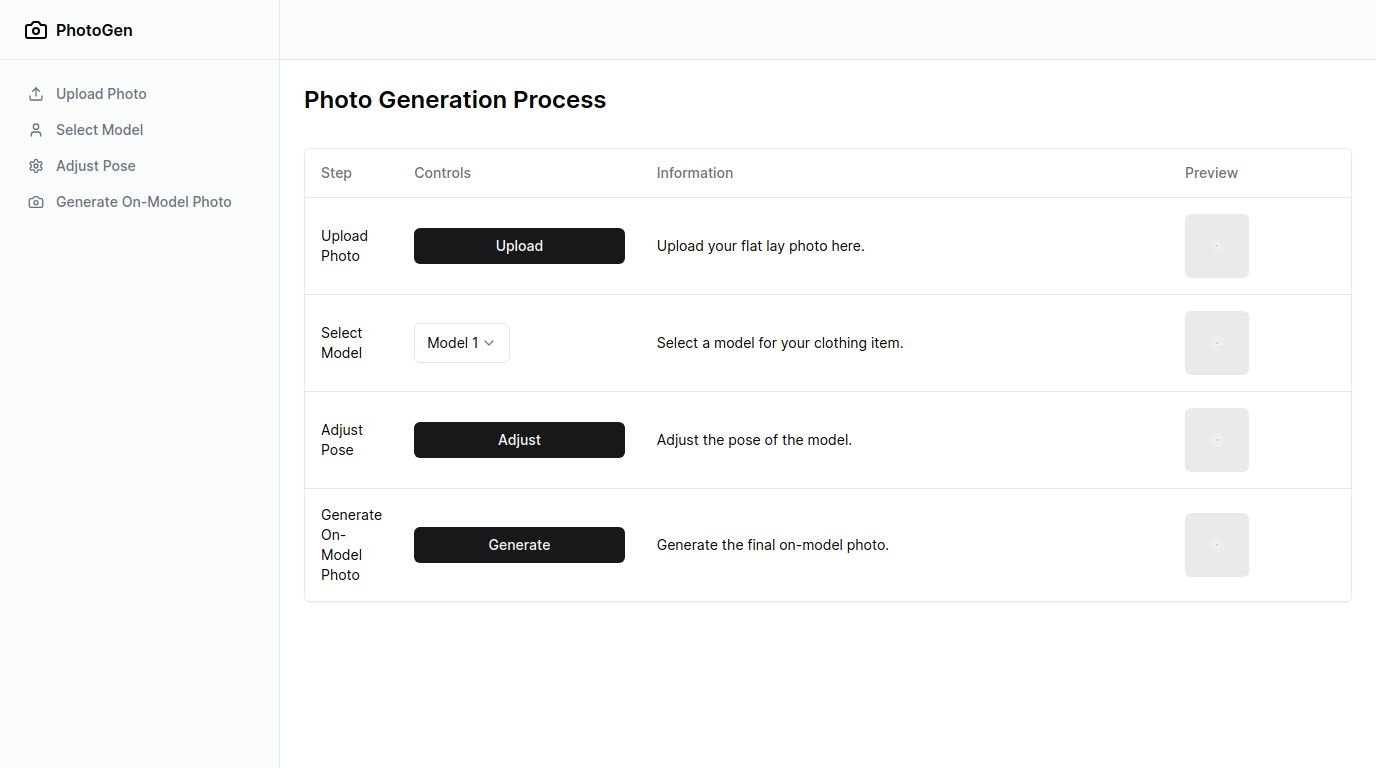 PhotoGen
Upload Photo
Select Model
Adjust Pose
Generate On-Model Photo
Photo Generation Process
Step Controls Information Preview
Upload
Photo
Upload
Upload your flat lay photo here.
Select
Model
Model 1
Select a model for your clothing item.
Adjust
Pose
Adjust
Adjust the pose of the model.
Generate
On-
Model
Photo
Generate
Generate the final on-model photo.